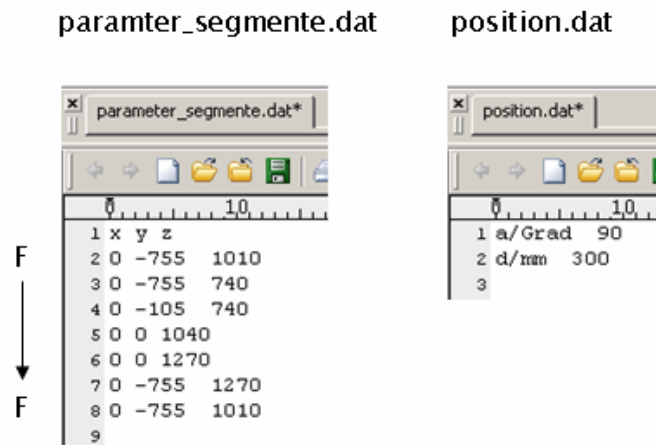 paramter_segmente.dat
position.dat
parameter_segmente.dat*
0 10
1 x y z
2 0 -755 1010
3 0 -755 740
4 0 -105 740
5 0 0 1040
6 0 0 1270
7 0 -755 1270
8 0 -755 1010
9
F
F
position.dat*
0 10
1 a/Grad 90
2 d/mm 300
3